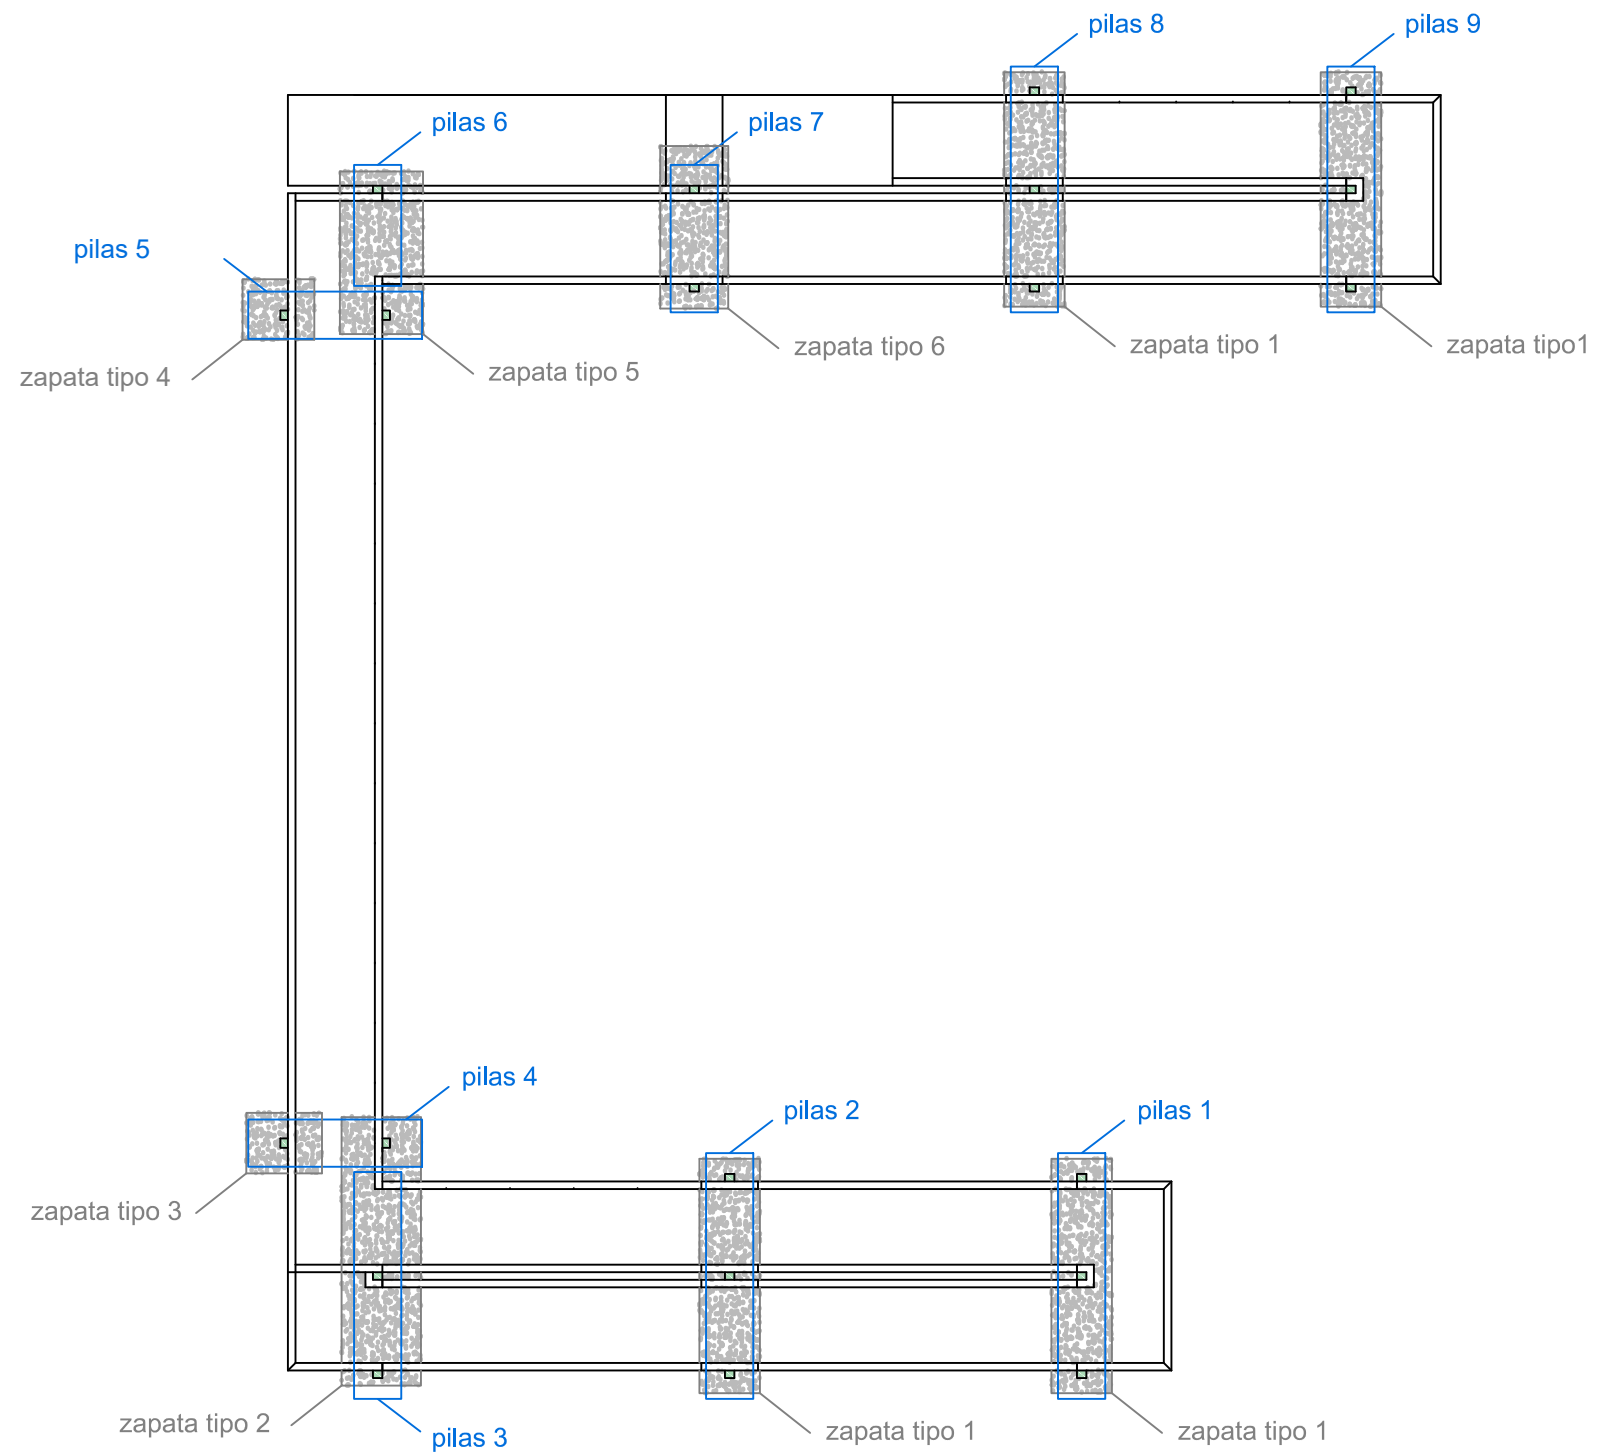 pilas 8
pilas 9
pilas 6
pilas 7
pilas 5
zapata tipo 6
zapata tipo 1
zapata tipo1
zapata tipo 4
zapata tipo 5
pilas 4
pilas 2
pilas 1
zapata tipo 3
zapata tipo 2
pilas 3
zapata tipo 1
zapata tipo 1